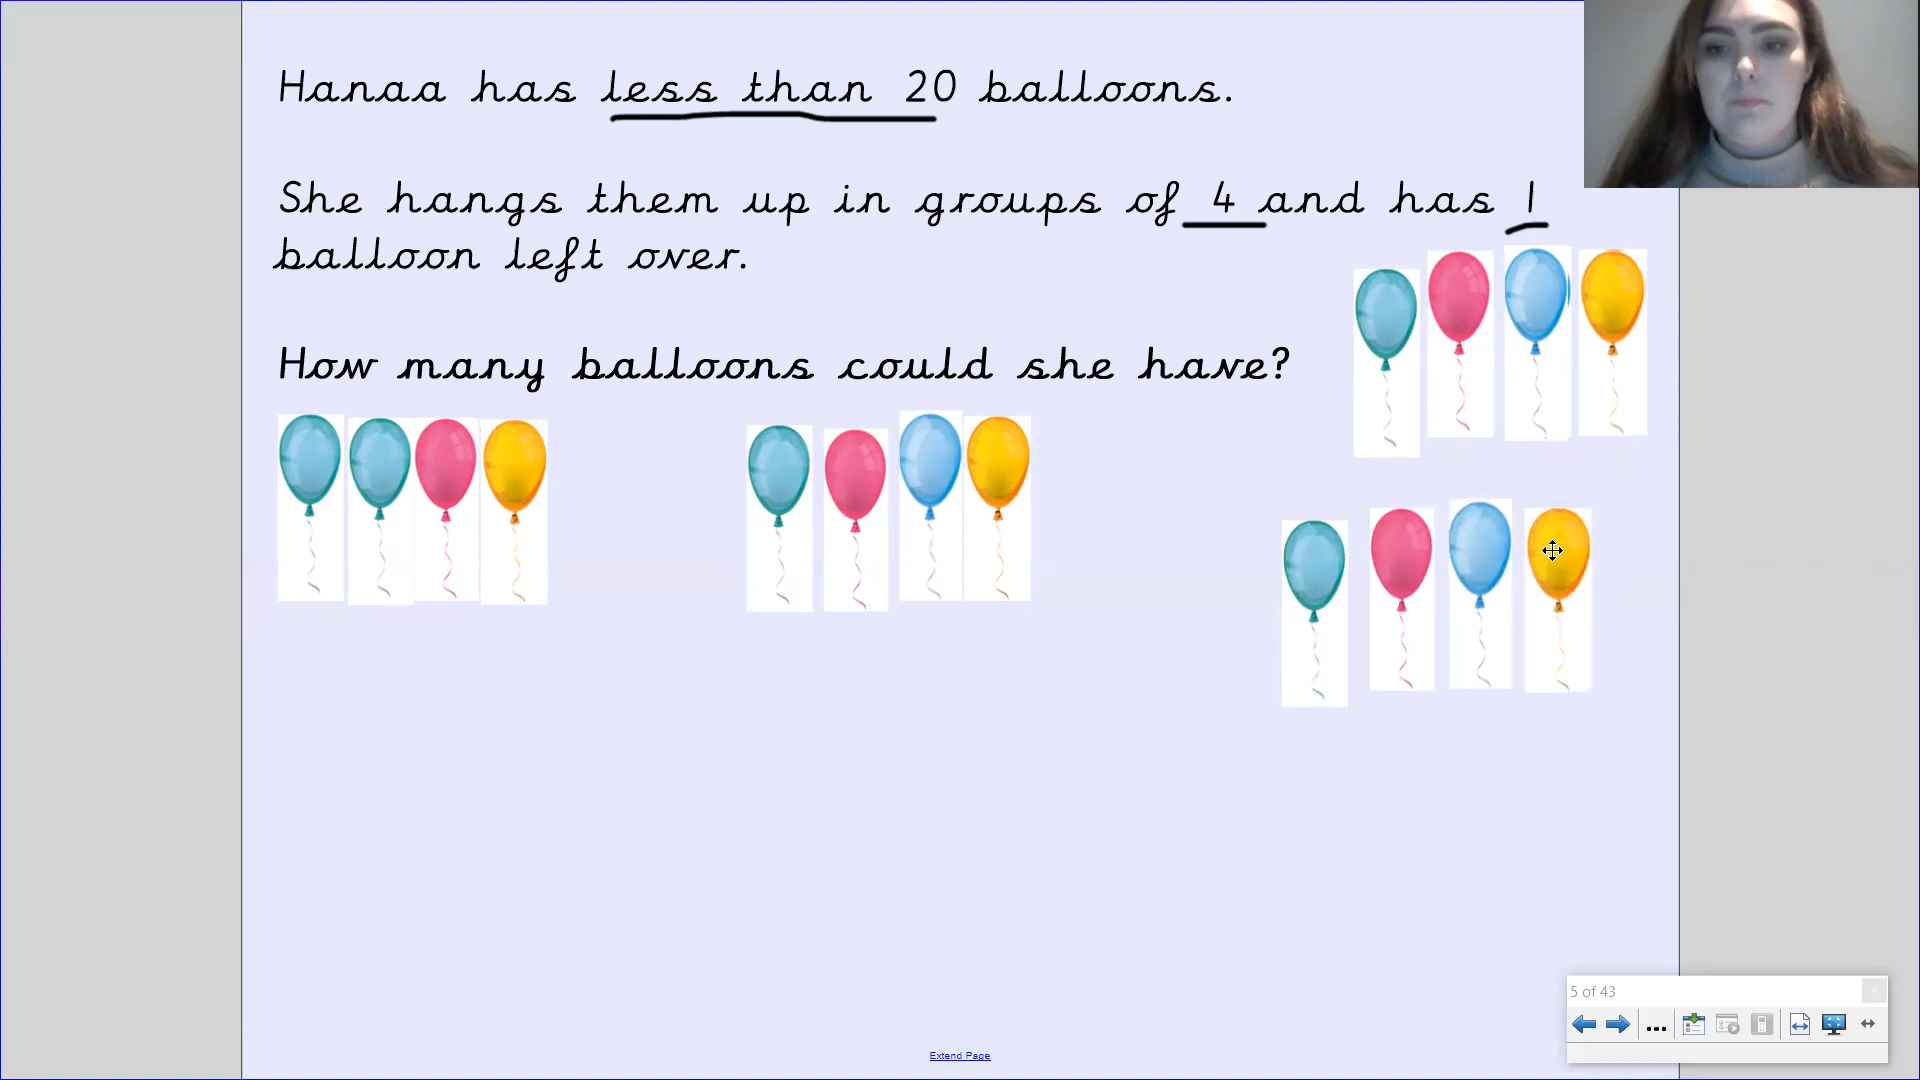 Hanaa has less than 20 balloons.
She hangs them up in groups of 4 and has 1
balloon left over.
How many balloons could she have?
5 of 43
Extend Page